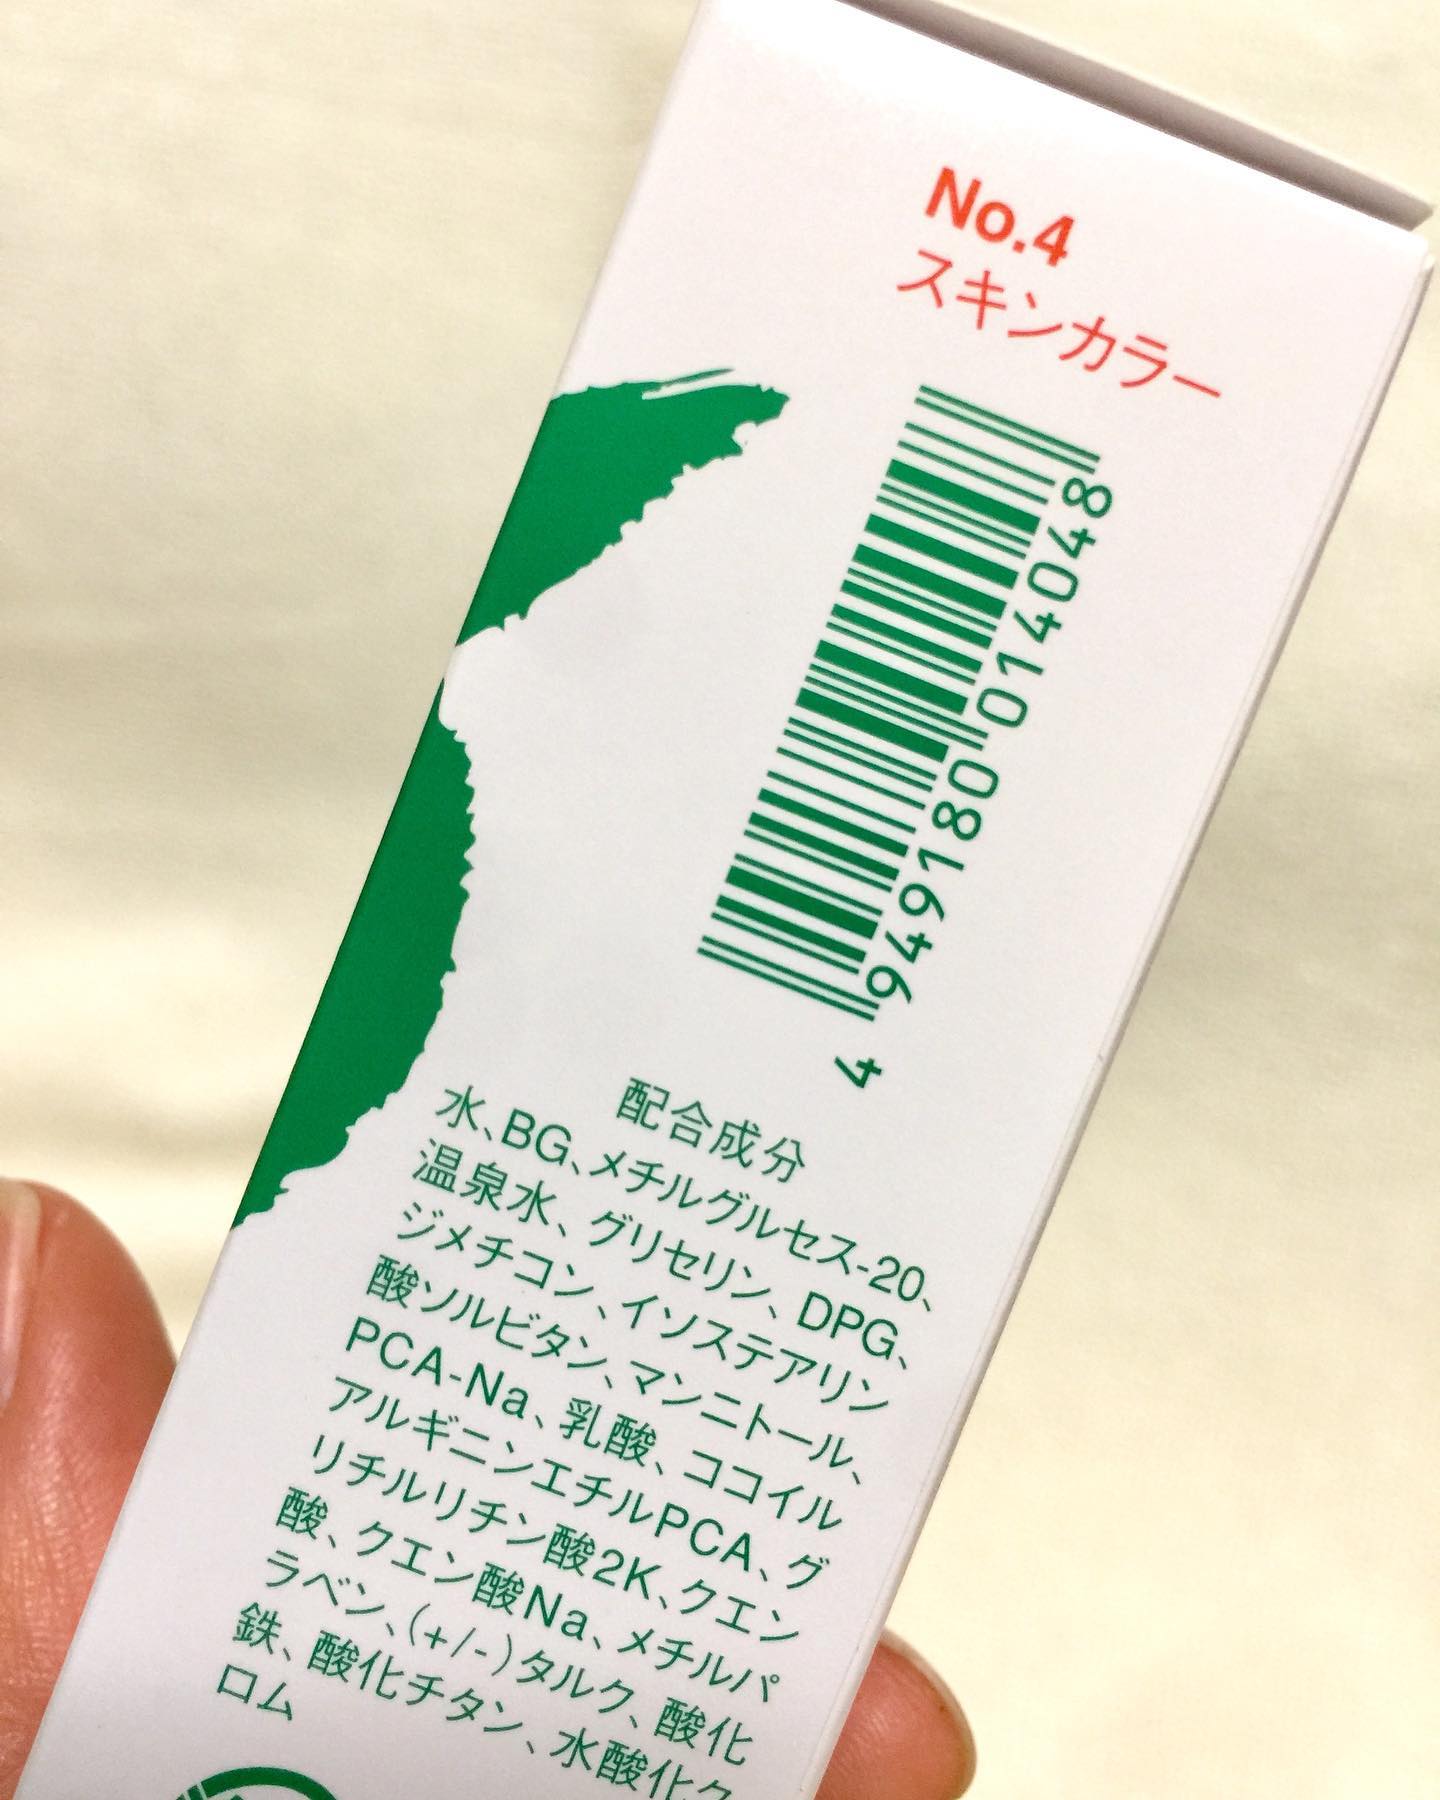 No.4
スキンカラー
4 949180 014048
配合成分
水、BG、メチルグルセス-20、
温泉水、グリセリン、DPG、
ジメチコン、イソステアリン
酸ソルビタン、マンニトール、
PCA-Na、乳酸、ココイル
アルギニンエチルPCA、グ
リチルリチン酸2K、クエン
酸、クエン酸Na、メチルパ
ラベン、(+/-)タルク、酸化
鉄、酸化チタン、水酸化ク
ロム